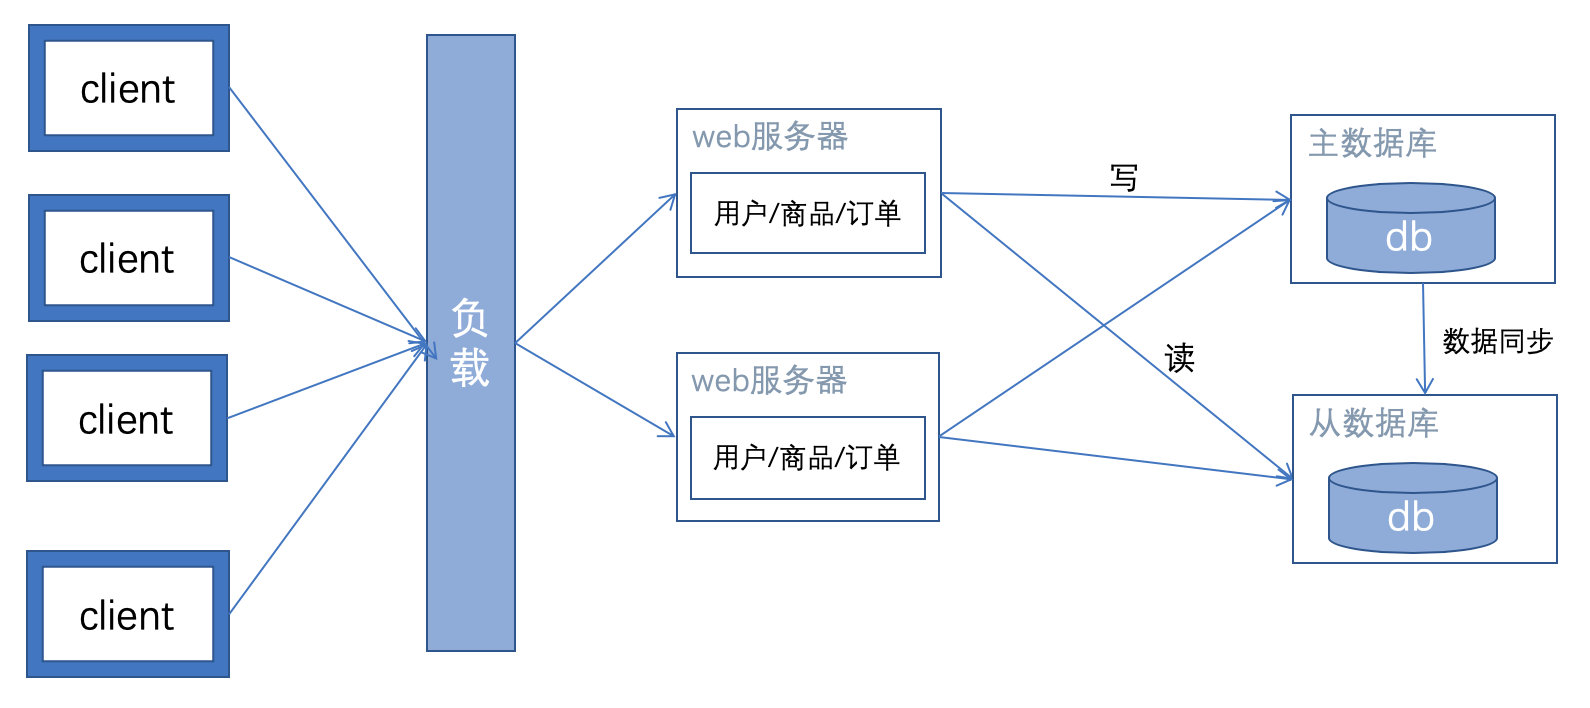 client
client
client
client
负
载
web服务器
用户/商品/订单
web服务器
用户/商品/订单
写
读
主数据库
db
数据同步
从数据库
db